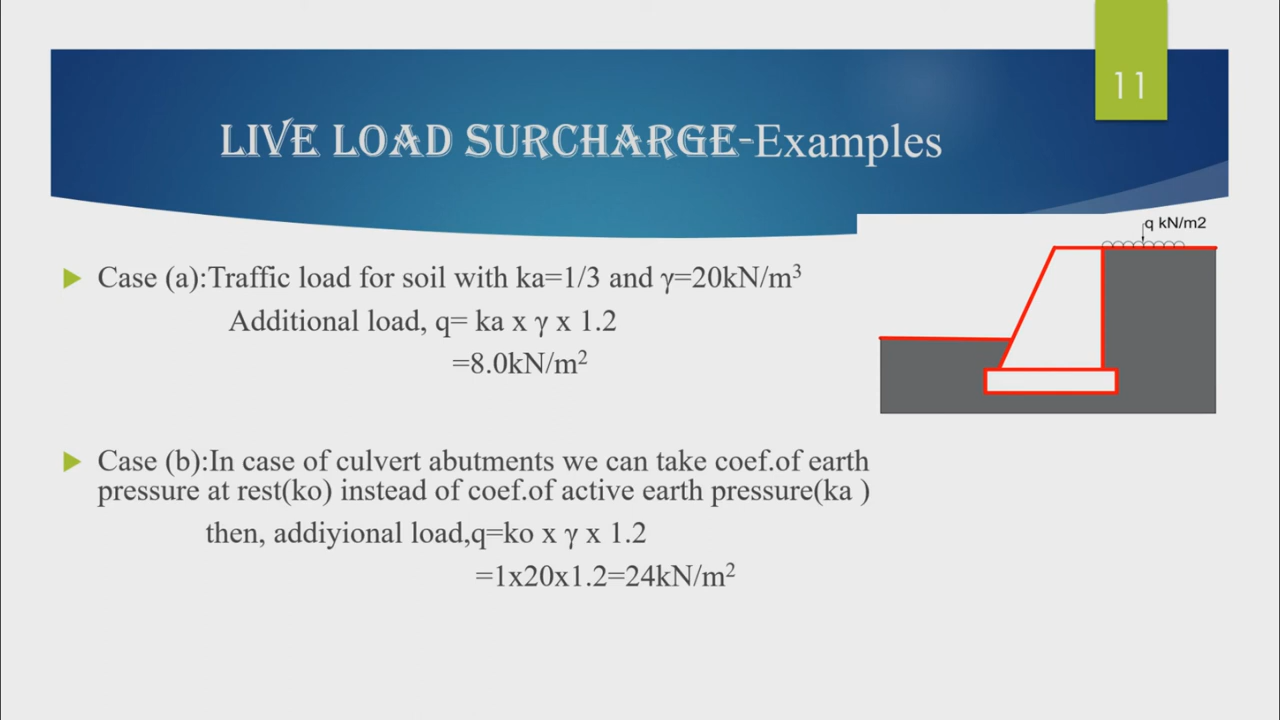 11
LIVE LOAD SURCHARGE-Examples
q kN/m2
Case (a):Traffic load for soil with ka=1/3 and γ=20kN/m³
Additional load, q= ka x γ x 1.2
=8.0kN/m²
Case (b):In case of culvert abutments we can take coef.of earth
pressure at rest(ko) instead of coef.of active earth pressure(ka )
then, addiyional load,q=ko x γ x 1.2
=1x20x1.2=24kN/m²